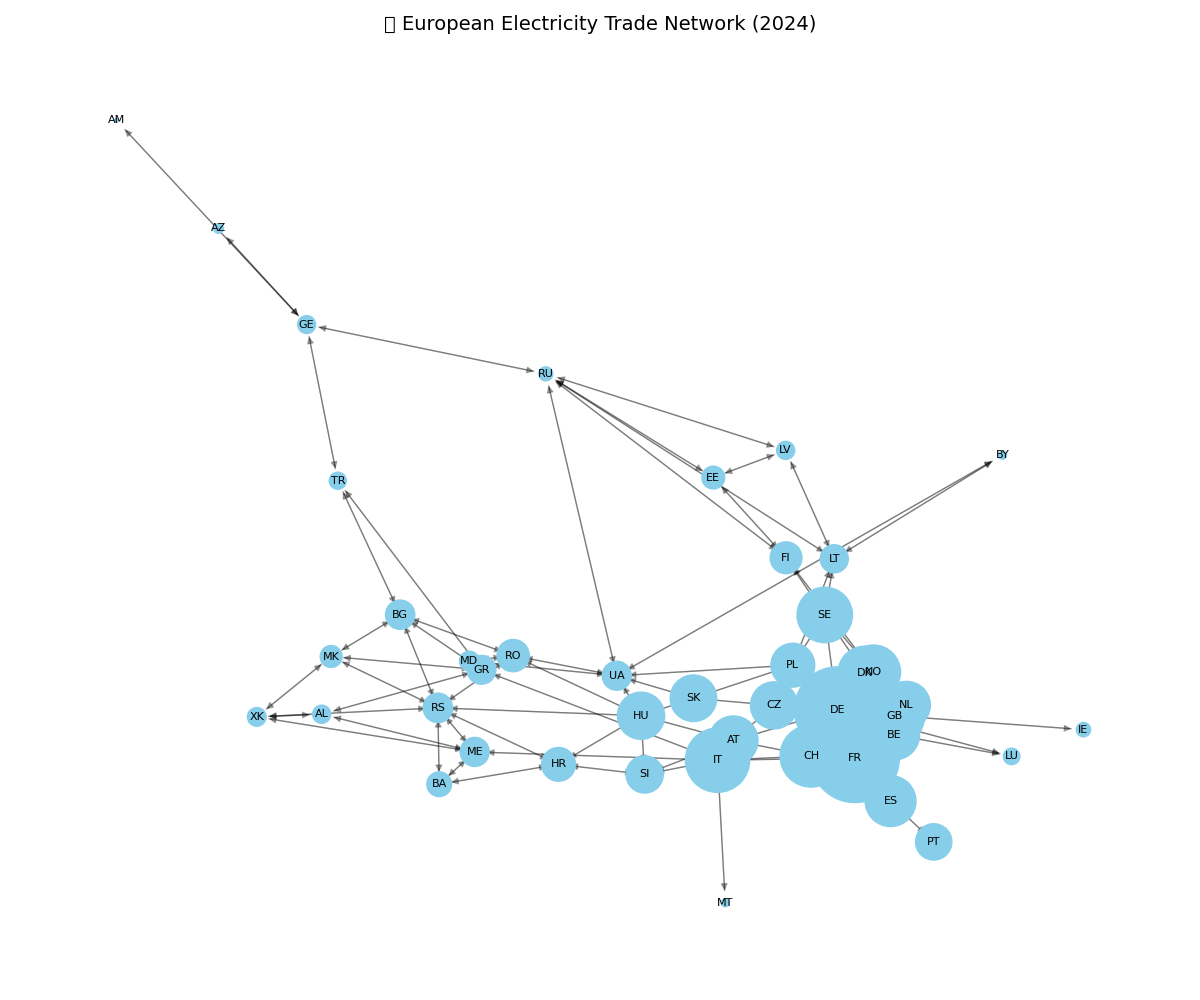 European Electricity Trade Network (2024)
AM
AZ
GE
RU
LV
BY
EE
TR
FI
LT
BG
SE
MK
MD
RO
GR
UA
PL
DK
NO
SK
XK
AL
RS
HU
CZ
DE
NL
GB
IE
BE
AT
ME
HR
IT
CH
FR
LU
SI
BA
ES
PT
MT